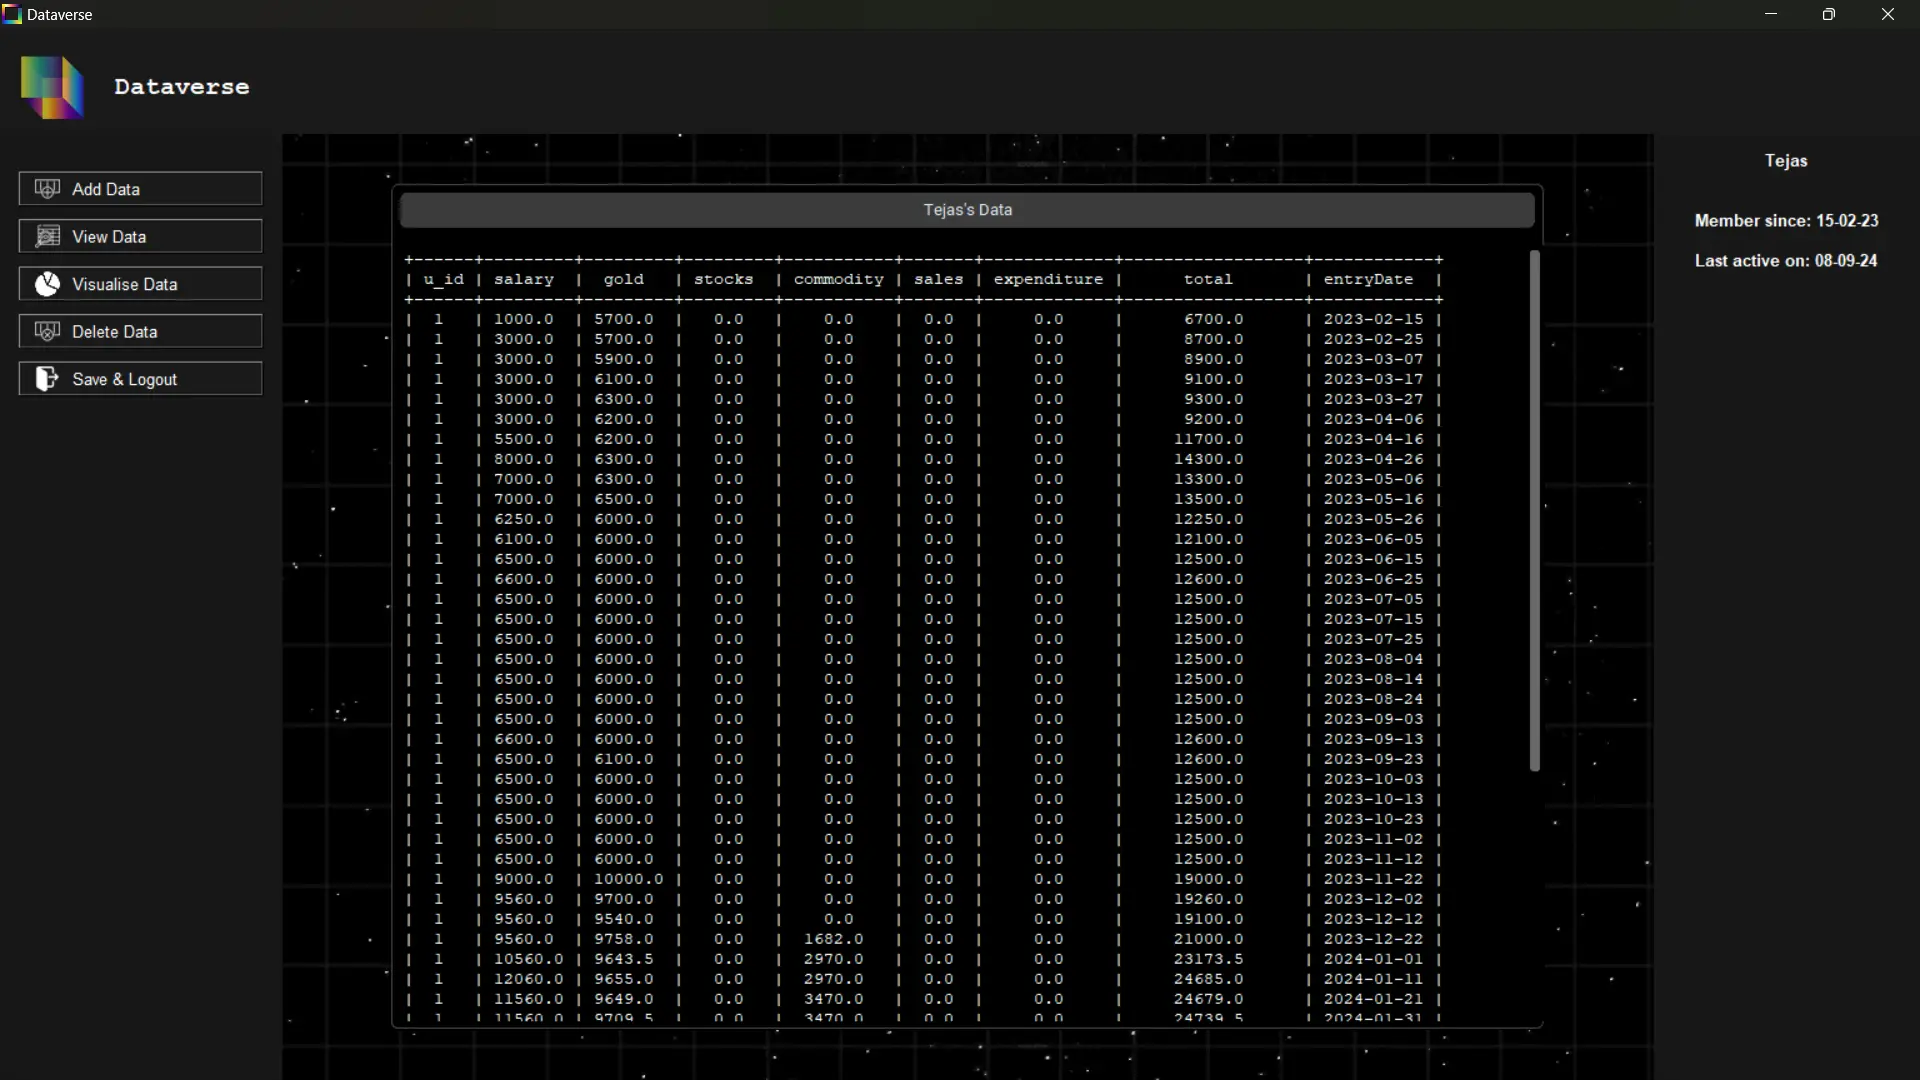 Dataverse
Dataverse
Add Data
View Data
Visualise Data
Delete Data
Save & Logout
Tejas's Data
+------+---------+---------+---------+-----------+-------+-------------+------------------+------------+
| u_id | salary | gold | stocks | commodity | sales | expenditure | total | entryDate |
+------+---------+---------+---------+-----------+-------+-------------+------------------+------------+
| 1 | 1000.0 | 5700.0 | 0.0 | 0.0 | 0.0 | 0.0 | 6700.0 | 2023-02-15 |
| 1 | 3000.0 | 5700.0 | 0.0 | 0.0 | 0.0 | 0.0 | 8700.0 | 2023-02-25 |
| 1 | 3000.0 | 5900.0 | 0.0 | 0.0 | 0.0 | 0.0 | 8900.0 | 2023-03-07 |
| 1 | 3000.0 | 6100.0 | 0.0 | 0.0 | 0.0 | 0.0 | 9100.0 | 2023-03-17 |
| 1 | 3000.0 | 6300.0 | 0.0 | 0.0 | 0.0 | 0.0 | 9300.0 | 2023-03-27 |
| 1 | 3000.0 | 6200.0 | 0.0 | 0.0 | 0.0 | 0.0 | 9200.0 | 2023-04-06 |
| 1 | 5500.0 | 6200.0 | 0.0 | 0.0 | 0.0 | 0.0 | 11700.0 | 2023-04-16 |
| 1 | 8000.0 | 6300.0 | 0.0 | 0.0 | 0.0 | 0.0 | 14300.0 | 2023-04-26 |
| 1 | 7000.0 | 6300.0 | 0.0 | 0.0 | 0.0 | 0.0 | 13300.0 | 2023-05-06 |
| 1 | 7000.0 | 6500.0 | 0.0 | 0.0 | 0.0 | 0.0 | 13500.0 | 2023-05-16 |
| 1 | 6250.0 | 6000.0 | 0.0 | 0.0 | 0.0 | 0.0 | 12250.0 | 2023-05-26 |
| 1 | 6100.0 | 6000.0 | 0.0 | 0.0 | 0.0 | 0.0 | 12100.0 | 2023-06-05 |
| 1 | 6500.0 | 6000.0 | 0.0 | 0.0 | 0.0 | 0.0 | 12500.0 | 2023-06-15 |
| 1 | 6600.0 | 6000.0 | 0.0 | 0.0 | 0.0 | 0.0 | 12600.0 | 2023-06-25 |
| 1 | 6500.0 | 6000.0 | 0.0 | 0.0 | 0.0 | 0.0 | 12500.0 | 2023-07-05 |
| 1 | 6500.0 | 6000.0 | 0.0 | 0.0 | 0.0 | 0.0 | 12500.0 | 2023-07-15 |
| 1 | 6500.0 | 6000.0 | 0.0 | 0.0 | 0.0 | 0.0 | 12500.0 | 2023-07-25 |
| 1 | 6500.0 | 6000.0 | 0.0 | 0.0 | 0.0 | 0.0 | 12500.0 | 2023-08-04 |
| 1 | 6500.0 | 6000.0 | 0.0 | 0.0 | 0.0 | 0.0 | 12500.0 | 2023-08-14 |
| 1 | 6500.0 | 6000.0 | 0.0 | 0.0 | 0.0 | 0.0 | 12500.0 | 2023-08-24 |
| 1 | 6500.0 | 6000.0 | 0.0 | 0.0 | 0.0 | 0.0 | 12500.0 | 2023-09-03 |
| 1 | 6600.0 | 6000.0 | 0.0 | 0.0 | 0.0 | 0.0 | 12600.0 | 2023-09-13 |
| 1 | 6500.0 | 6100.0 | 0.0 | 0.0 | 0.0 | 0.0 | 12600.0 | 2023-09-23 |
| 1 | 6500.0 | 6000.0 | 0.0 | 0.0 | 0.0 | 0.0 | 12500.0 | 2023-10-03 |
| 1 | 6500.0 | 6000.0 | 0.0 | 0.0 | 0.0 | 0.0 | 12500.0 | 2023-10-13 |
| 1 | 6500.0 | 6000.0 | 0.0 | 0.0 | 0.0 | 0.0 | 12500.0 | 2023-10-23 |
| 1 | 6500.0 | 6000.0 | 0.0 | 0.0 | 0.0 | 0.0 | 12500.0 | 2023-11-02 |
| 1 | 6500.0 | 6000.0 | 0.0 | 0.0 | 0.0 | 0.0 | 12500.0 | 2023-11-12 |
| 1 | 9000.0 | 10000.0 | 0.0 | 0.0 | 0.0 | 0.0 | 19000.0 | 2023-11-22 |
| 1 | 9560.0 | 9700.0 | 0.0 | 0.0 | 0.0 | 0.0 | 19260.0 | 2023-12-02 |
| 1 | 9560.0 | 9540.0 | 0.0 | 0.0 | 0.0 | 0.0 | 19100.0 | 2023-12-12 |
| 1 | 9560.0 | 9758.0 | 0.0 | 1682.0 | 0.0 | 0.0 | 21000.0 | 2023-12-22 |
| 1 | 10560.0 | 9643.5 | 0.0 | 2970.0 | 0.0 | 0.0 | 23173.5 | 2024-01-01 |
| 1 | 12060.0 | 9655.0 | 0.0 | 2970.0 | 0.0 | 0.0 | 24685.0 | 2024-01-11 |
| 1 | 11560.0 | 9649.0 | 0.0 | 3470.0 | 0.0 | 0.0 | 24679.0 | 2024-01-21 |
| 1 | 11560.0 | 9709.5 | 0.0 | 3470.0 | 0.0 | 0.0 | 24739.5 | 2024-01-31 |
Tejas
Member since: 15-02-23
Last active on: 08-09-24